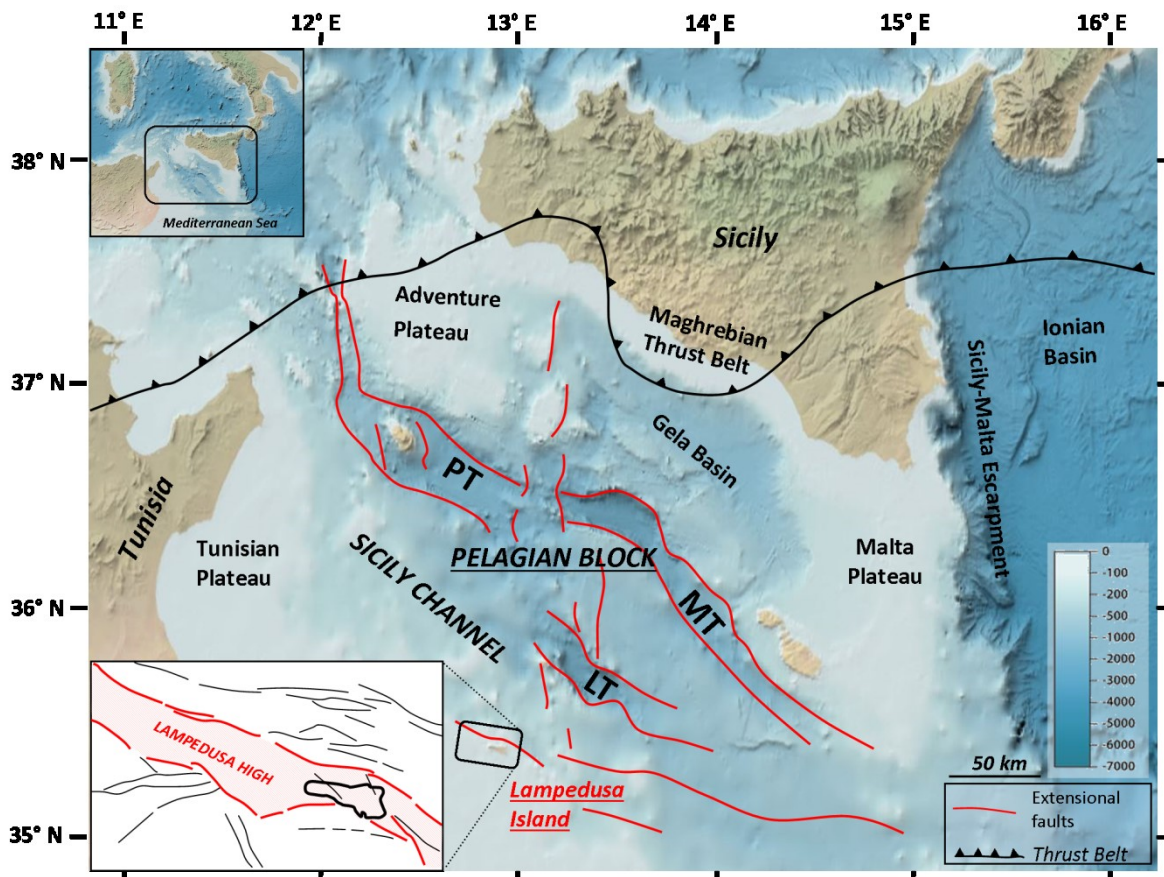 11° E
12° E
13° E
14° E
15° E
16° E
38° N
37° N
36° N
35° N
Mediterranean Sea
Sicily
Adventure
Plateau
Maghrebian
Thrust Belt
Ionian
Basin
Sicily-Malta Escarpment
Gela Basin
PT
Tunisia
Tunisian
Plateau
SICILY CHANNEL
PELAGIAN BLOCK
MT
Malta
Plateau
LT
LAMPEDUSA HIGH
Lampedusa
Island
0
-100
-200
-500
-1000
-2000
-3000
-4000
-5000
-6000
-7000
50 km
Extensional
faults
Thrust Belt